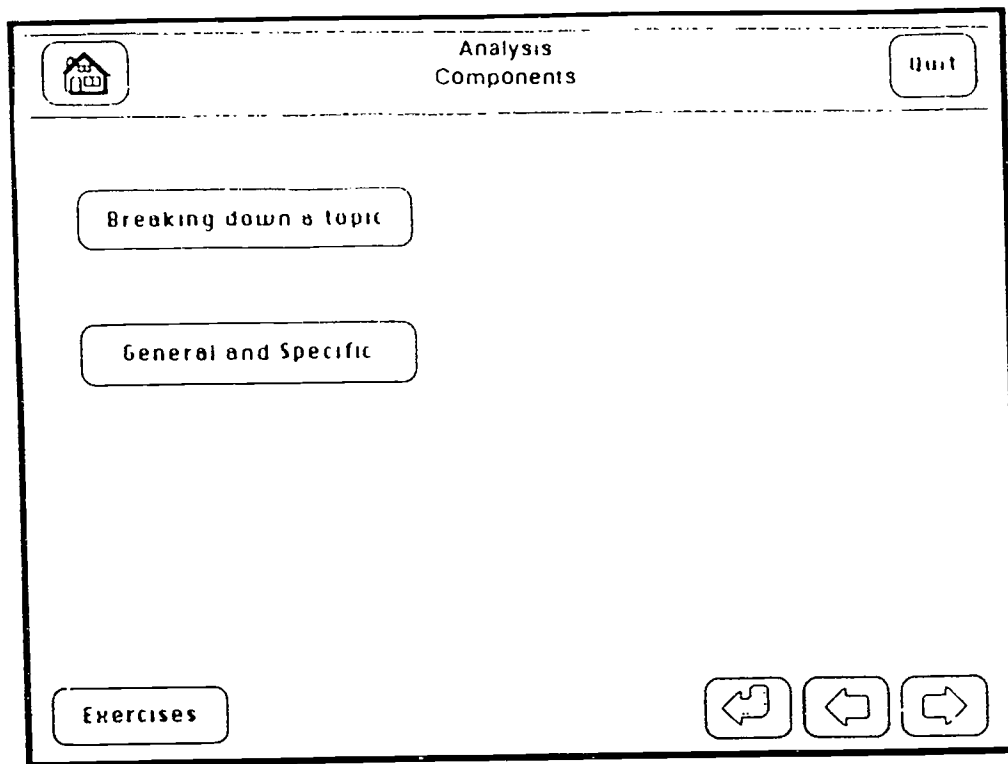 Analysis
Components
Quit
Breaking down a topic
General and Specific
Exercises